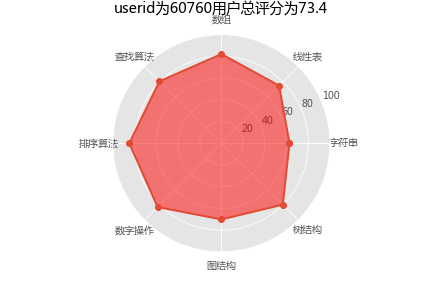 userid为60760用户总评分为73.4
数组
查找算法
线性表
100
80
60
40
20
排序算法
字符串
数字操作
树结构
图结构